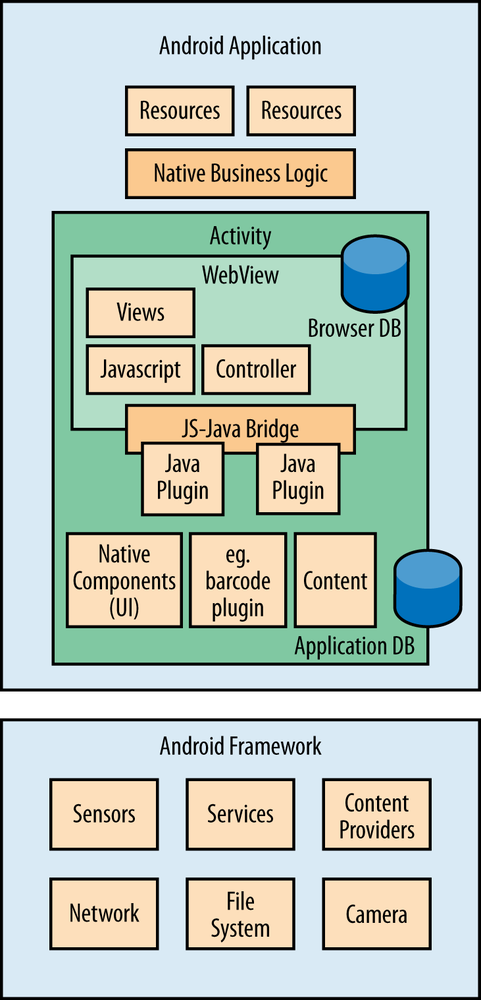 Android Application
Resources
Resources
Native Business Logic
Activity
WebView
Browser DB
Views
Javascript
Controller
JS-Java Bridge
Java
Plugin
Java
Plugin
Native
Components
(UI)
eg.
barcode
plugin
Content
Application DB
Android Framework
Sensors
Services
Content
Providers
Network
File
System
Camera